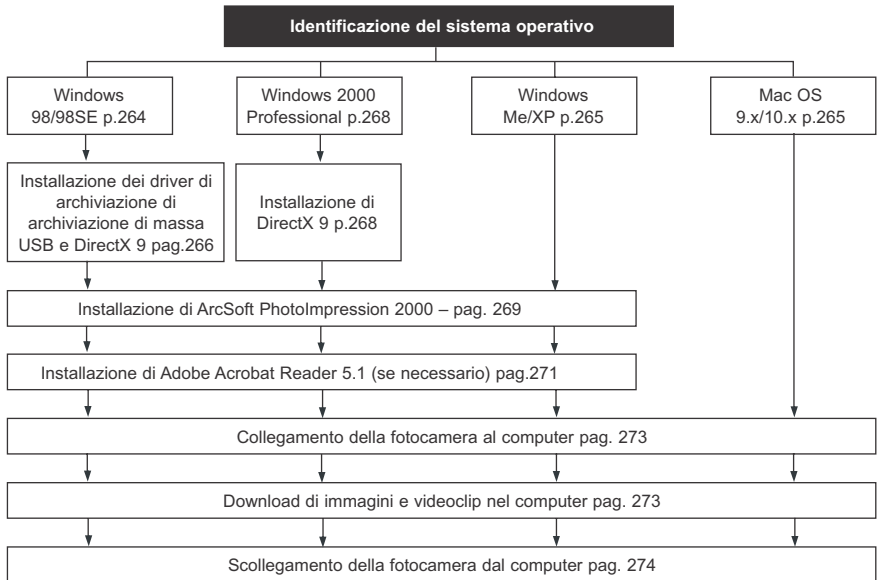 Identificazione del sistema operativo
Windows
98/98SE p.264
Windows 2000
Professional p.268
Windows
Me/XP p.265
Mac OS
9.x/10.x p.265
Installazione dei driver di
archiviazione di
archiviazione di massa
USB e DirectX 9 pag.266
Installazione di
DirectX 9 p.268
Installazione di ArcSoft PhotoImpression 2000 – pag. 269
Installazione di Adobe Acrobat Reader 5.1 (se necessario) pag.271
Collegamento della fotocamera al computer pag. 273
Download di immagini e videoclip nel computer pag. 273
Scollegamento della fotocamera dal computer pag. 274